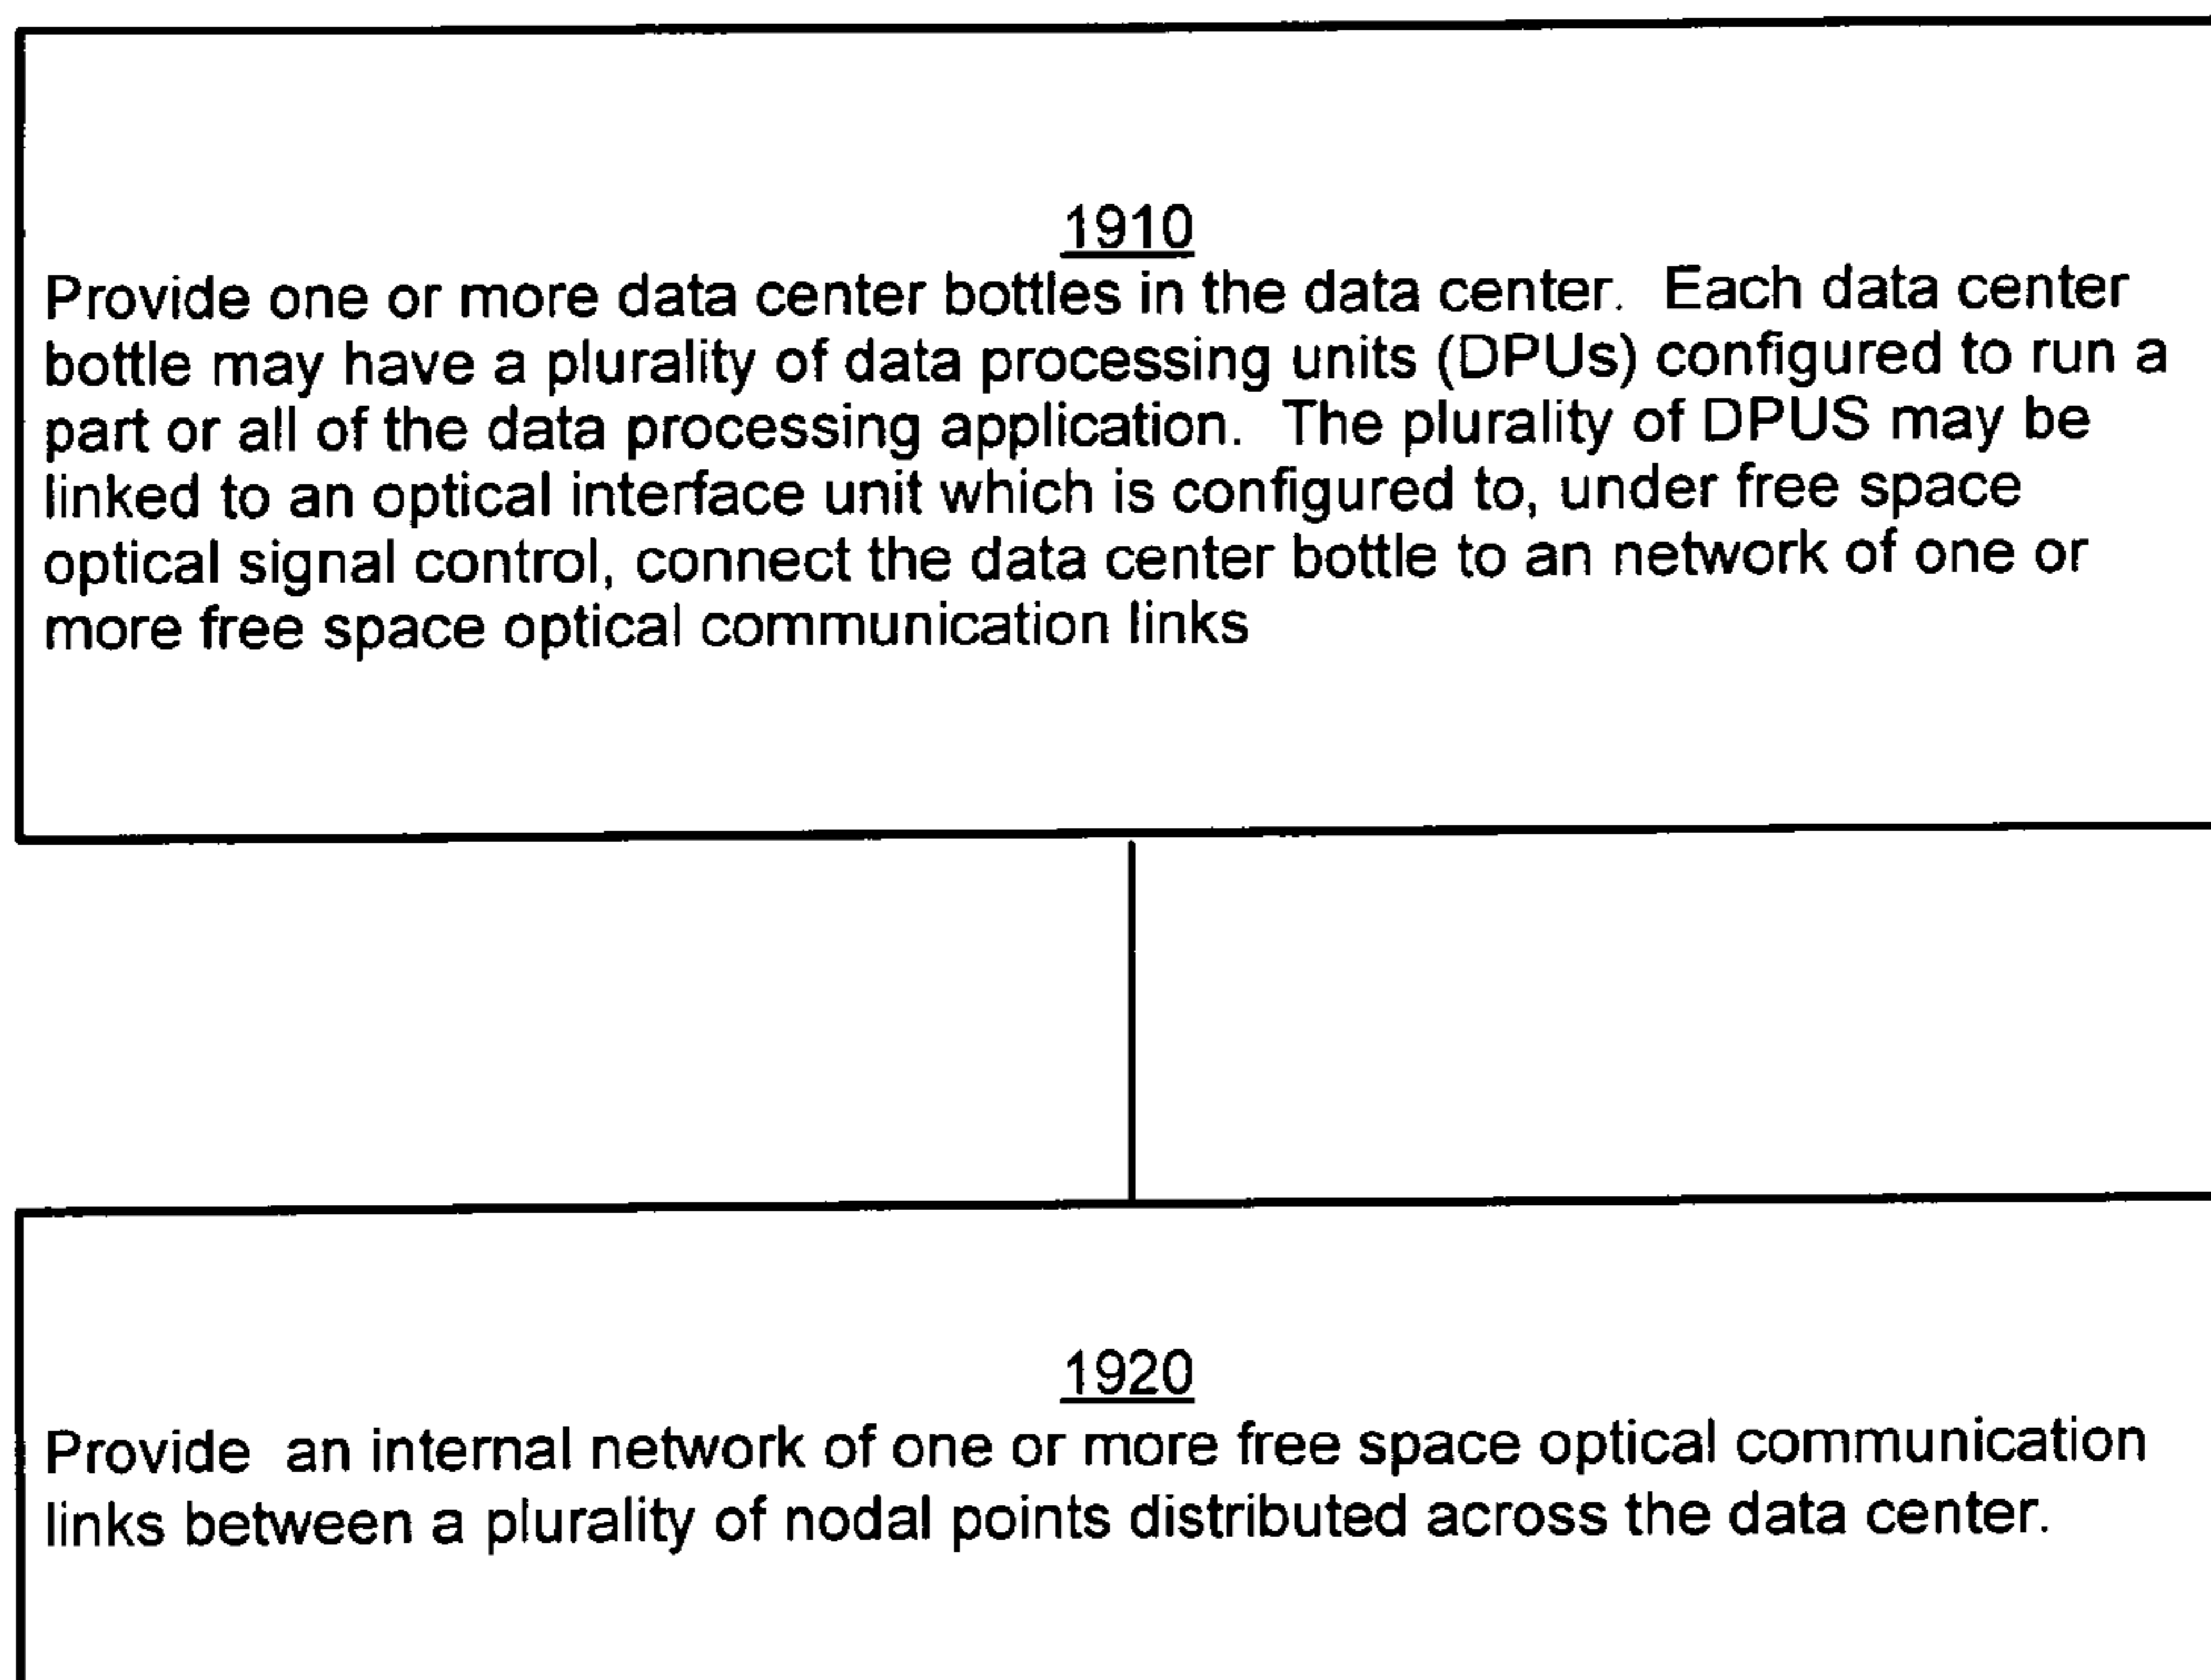 1910
Provide one or more data center bottles in the data center. Each data center
bottle may have a plurality of data processing units (DPUs) configured to run a
part or all of the data processing application. The plurality of DPUS may be
linked to an optical interface unit which is configured to, under free space
optical signal control, connect the data center bottle to an network of one or
more free space optical communication links
1920
Provide an internal network of one or more free space optical communication
links between a plurality of nodal points distributed across the data center.